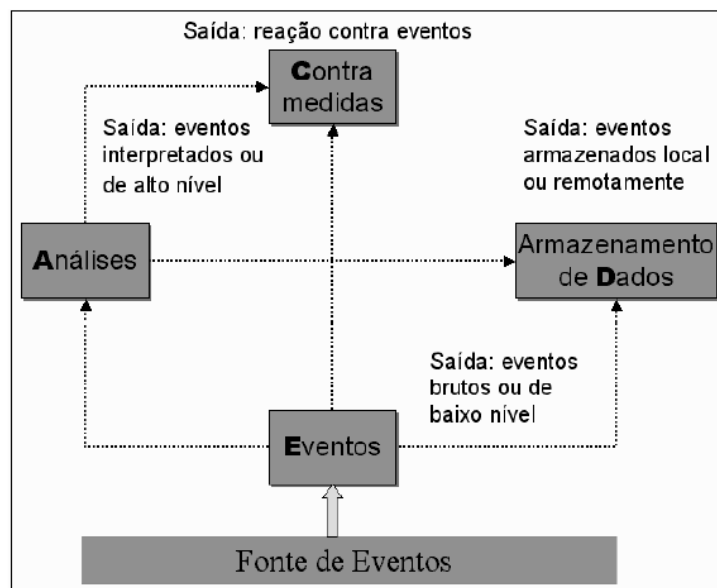 Saída: reação contra eventos
Contra
medidas
Saída: eventos
interpretados ou
de alto nível
Saída: eventos
armazenados local
ou remotamente
Análises
Armazenamento
de Dados
Saída: eventos
brutos ou de
baixo nível
Eventos
Fonte de Eventos